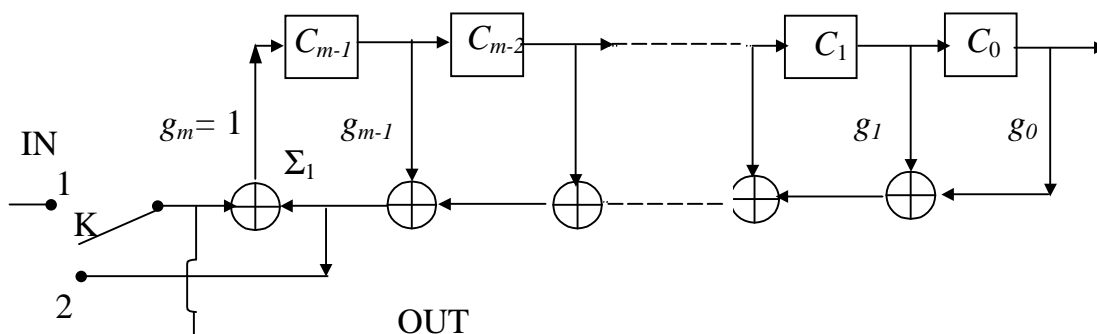 C_{m-1} C_{m-2} C_1 C_0
g_m= 1 g_{m-1} g_1 g_0
IN Σ_1
1
K
2
OUT